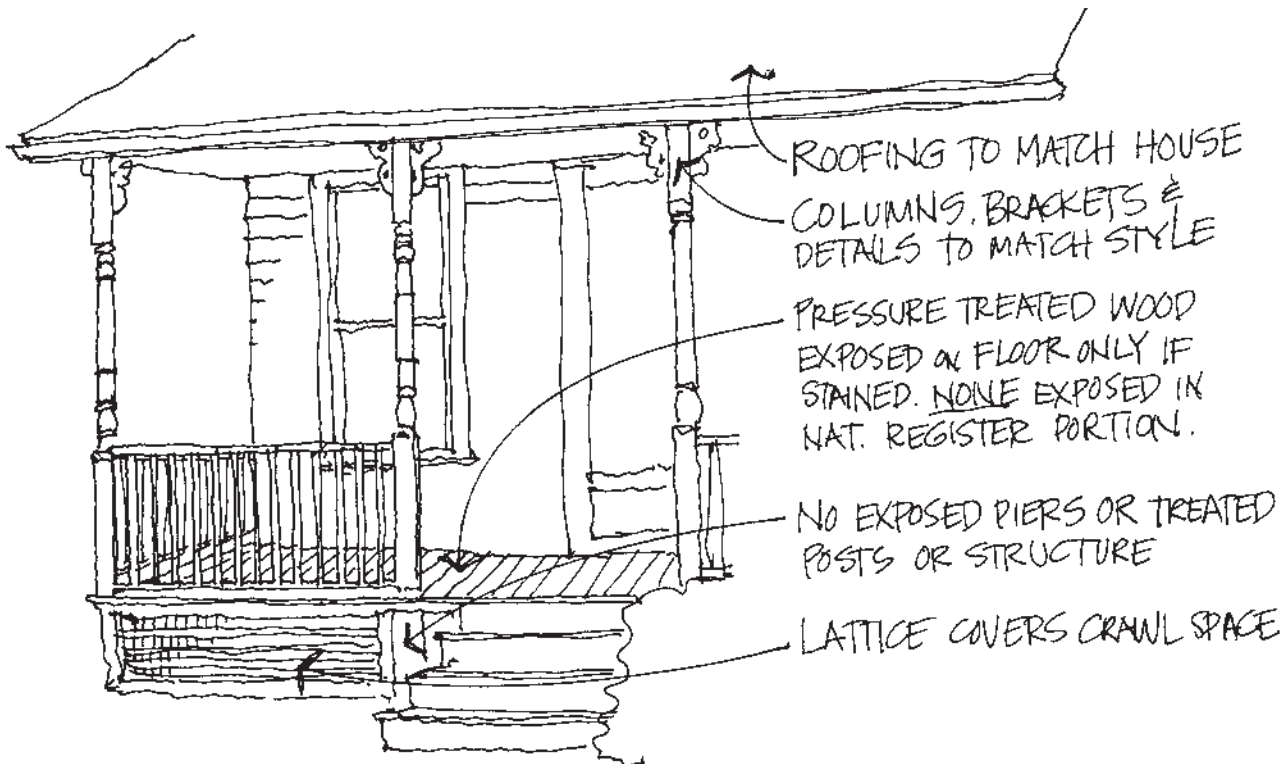 ROOFING TO MATCH HOUSE
COLUMNS, BRACKETS &
DETAILS TO MATCH STYLE
PRESSURE TREATED WOOD
EXPOSED ON FLOOR ONLY IF
STAINED. NONE EXPOSED IN
NAT. REGISTER PORTION.
NO EXPOSED PIERS OR TREATED
POSTS OR STRUCTURE
LATTICE COVERS CRAWL SPACE